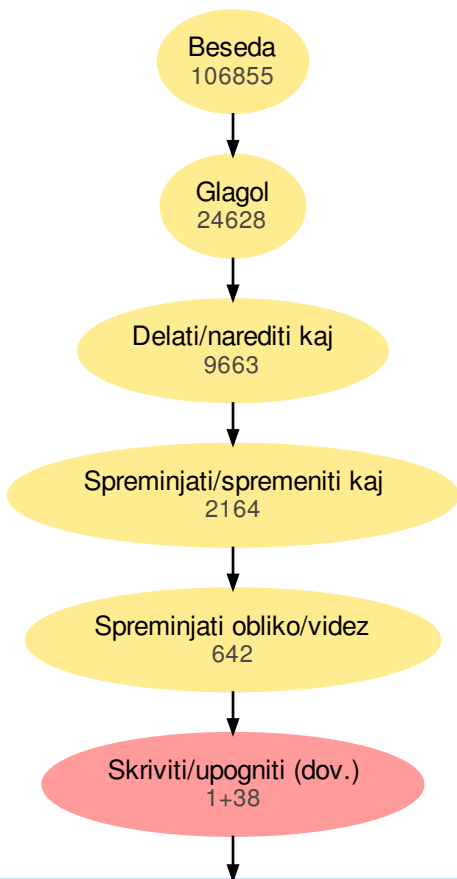 Beseda
106855
Glagol
24628
Delati/narediti kaj
9663
Spreminjati/spremeniti kaj
2164
Spreminjati obliko/videz
642
Skriviti/upogniti (dov.)
1+38